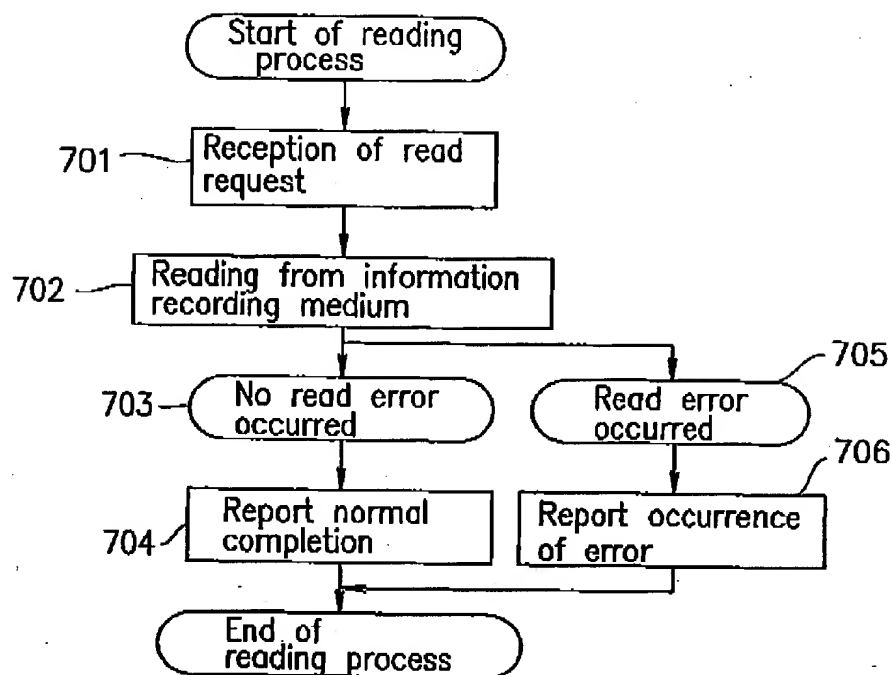 Start of reading
process
701
Reception of read
request
702
Reading from information
recording medium
703
No read error
occurred
705
Read error
occurred
704
Report normal
completion
706
Report occurrence
of error
End of
reading process